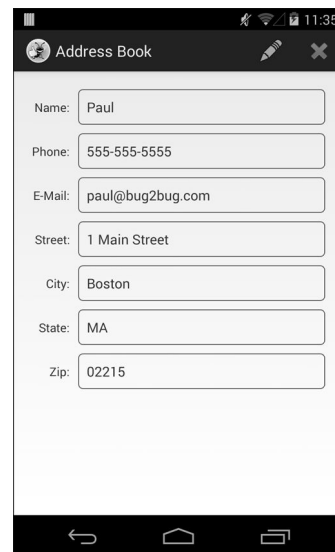 11:35
Address Book
Name: Paul
Phone: 555-555-5555
E-Mail: paul@bug2bug.com
Street: 1 Main Street
City: Boston
State: MA
Zip: 02215